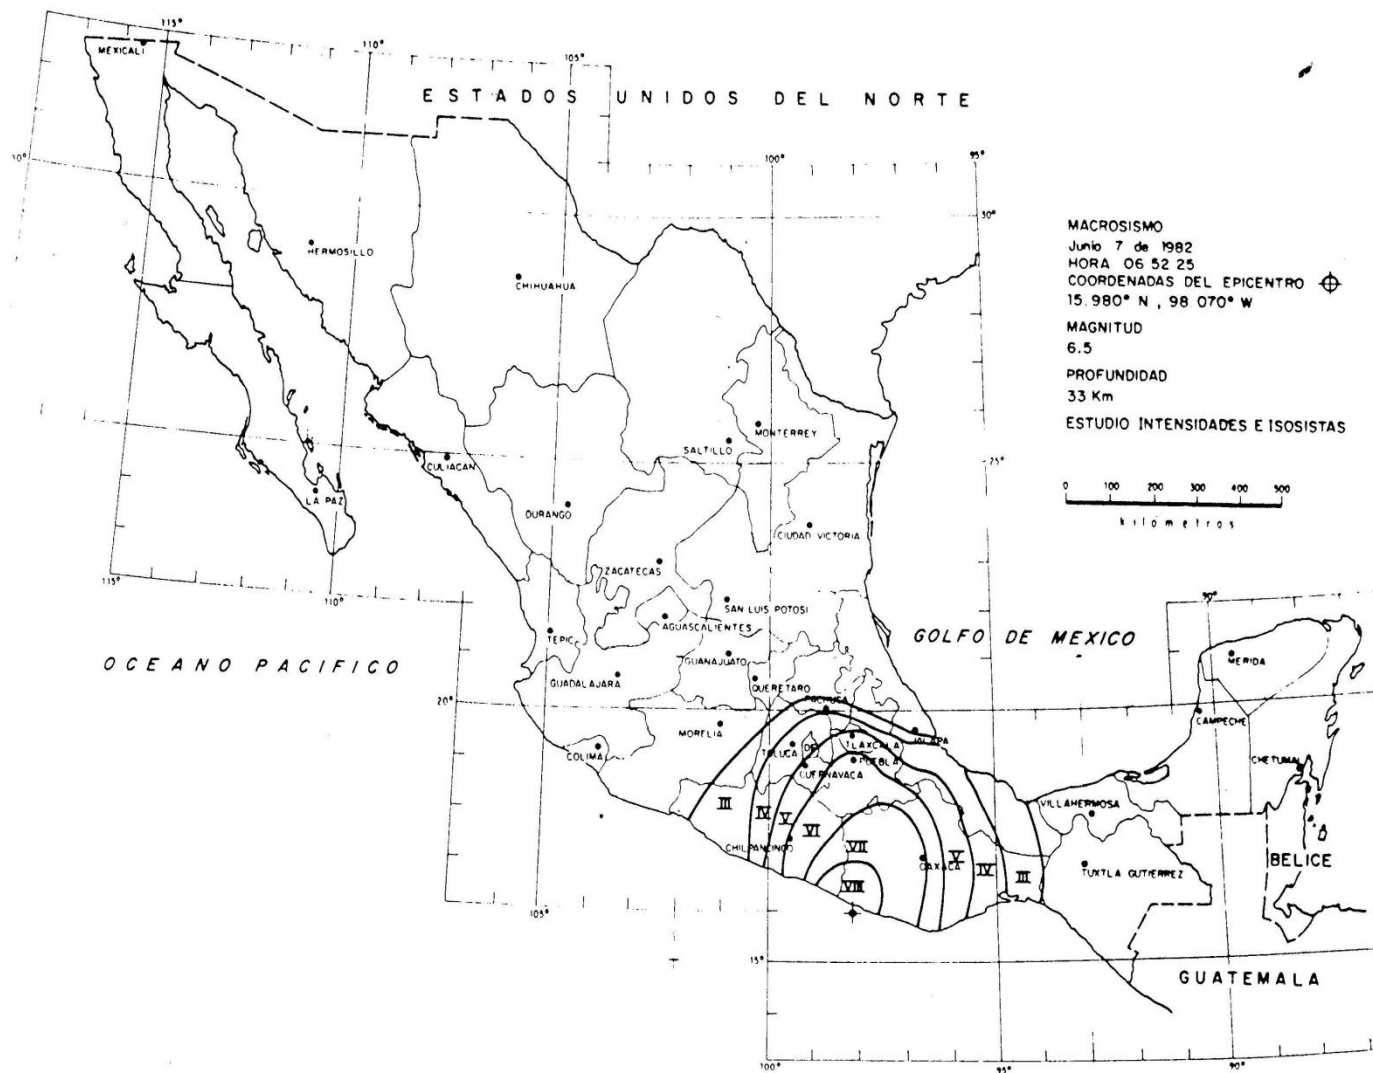 115°
110°
105°
MEXICALI
ESTADOS UNIDOS DEL NORTE
100°
95°
30°
30°
HERMOSILLO
CHIHUAHUA
MACROSISMO
Junio 7 de 1982
HORA 06 52 25
COORDENADAS DEL EPICENTRO
15.980° N , 98 070° W
MAGNITUD
6.5
PROFUNDIDAD
33 Km
ESTUDIO INTENSIDADES E ISOSISTAS
MONTERREY
SALTILLO
25°
CULIACAN
LA PAZ
DURANGO
CIUDAD VICTORIA
0 100 200 300 400 500
kilómetros
ZACATECAS
115°
110°
SAN LUIS POTOSI
AGUASCALIENTES
TEPIC
GOLFO DE MEXICO
90°
MERIDA
OCEANO PACIFICO
GUANAJUATO
GUADALAJARA
QUERETARO
20°
PACHUCA
MORELIA
JALAPA
CAMPECHE
COLIMA
TOLUCA DE
TLAXCALA
PUEBLA
CUERNAVACA
CHETUMAL
VILLAHERMOSA
III
IV
V
VI
VII
CHILPANCINGO
OAXACA
V
IV
III
TUXTLA GUTIERREZ
BELICE
VIII
105°
15°
GUATEMALA
100°
95°
90°